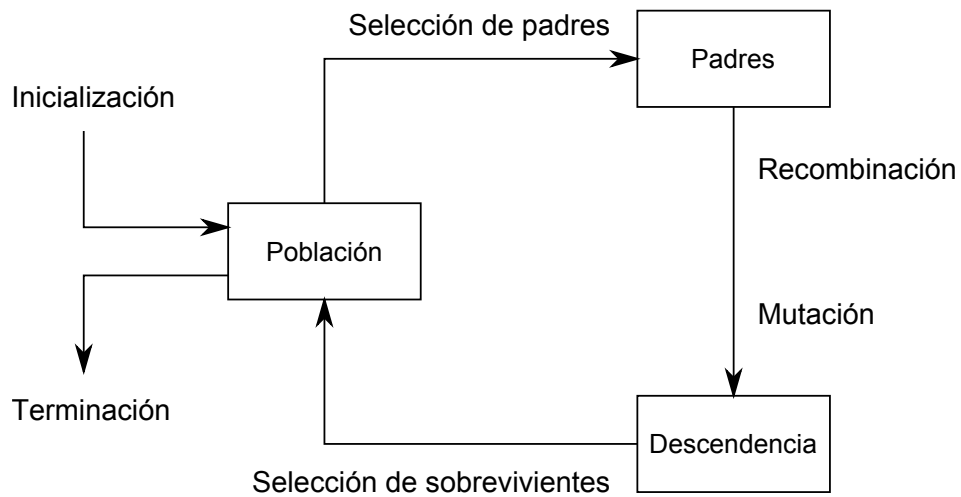 Selección de padres
Padres
Inicialización
Recombinación
Población
Mutación
Terminación
Descendencia
Selección de sobrevivientes